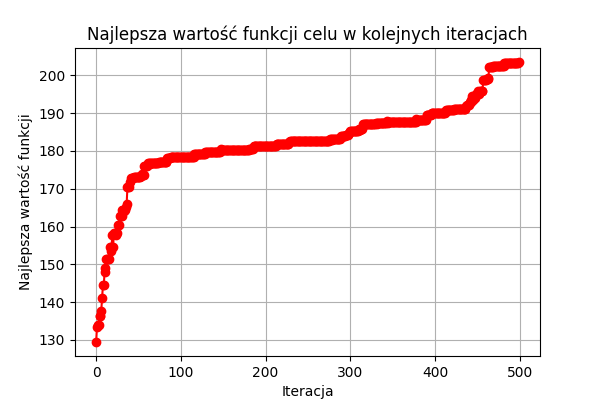 Najlepsza wartość funkcji celu w kolejnych iteracjach
Najlepsza wartość funkcji
200
190
180
170
160
150
140
130
0 100 200 300 400 500
Iteracja